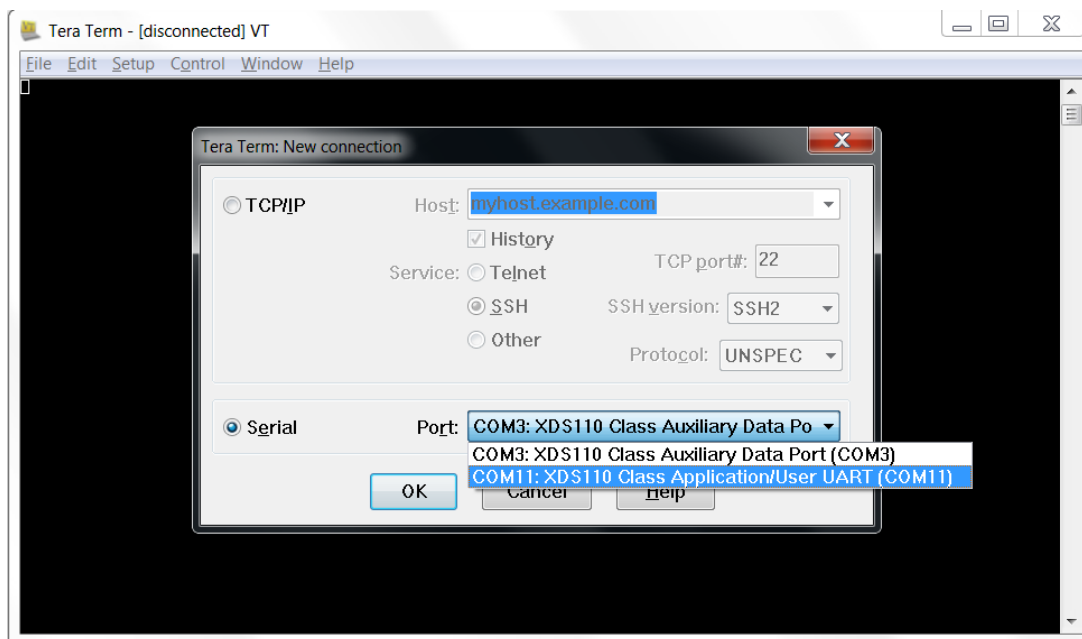 Tera Term - [disconnected] VT
File Edit Setup Control Window Help
Tera Term: New connection
TCP/IP Host: myhost.example.com
History
Service: Telnet TCP port#: 22
SSH SSH version: SSH2
Other Protocol: UNSPEC
Serial Port: COM3: XDS110 Class Auxiliary Data Po
COM3: XDS110 Class Auxiliary Data Port (COM3)
COM11: XDS110 Class Application/User UART (COM11)
OK Cancel Help